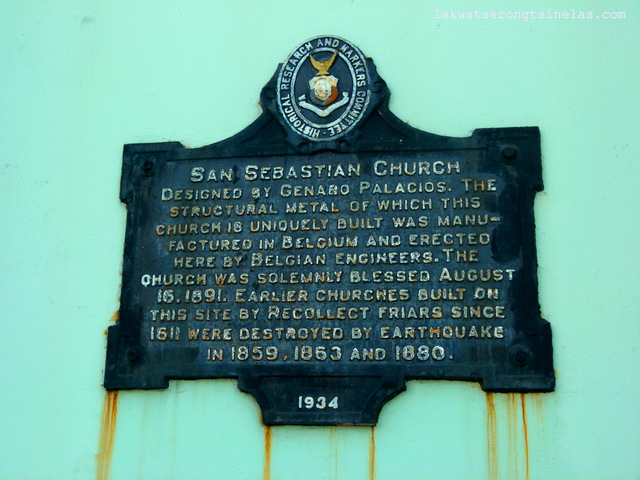 lakwatserongtsinelas.com
HISTORICAL RESEARCH AND MARKERS COMMITTEE
SAN SEBASTIAN CHURCH
DESIGNED BY GENARO PALACIOS. THE
STRUCTURAL METAL OF WHICH THIS
CHURCH IS UNIQUELY BUILT WAS MANU-
FACTURED IN BELGIUM AND ERECTED
HERE BY BELGIAN ENGINEERS. THE
CHURCH WAS SOLEMNLY BLESSED AUGUST
16, 1891. EARLIER CHURCHES BUILT ON
THIS SITE BY RECOLLECT FRIARS SINCE
1611 WERE DESTROYED BY EARTHQUAKE
IN 1859, 1863 AND 1880.
1934